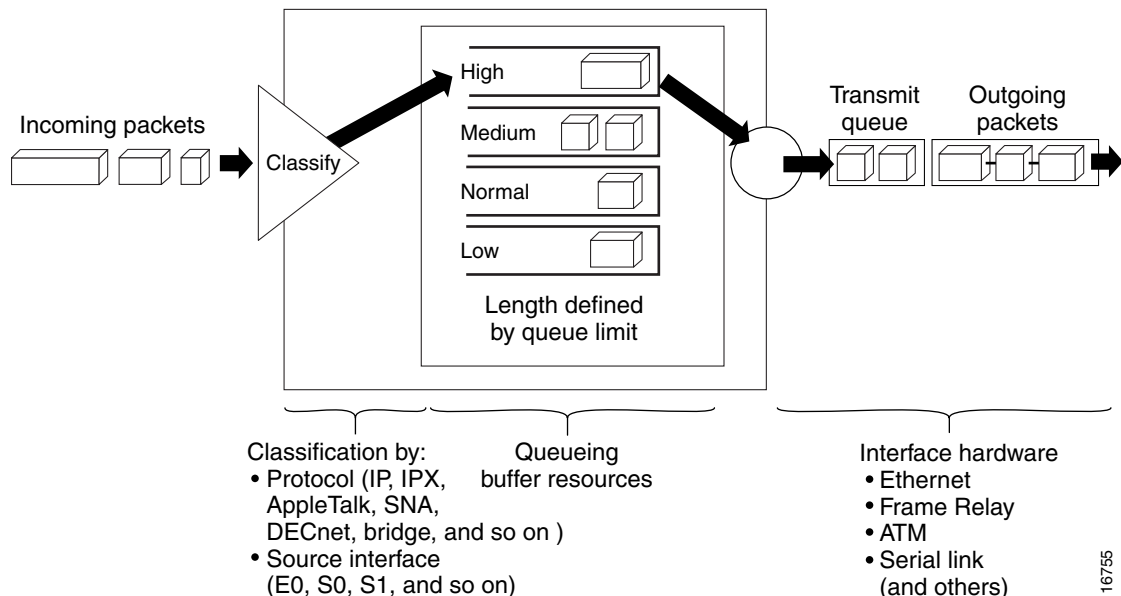 Incoming packets
Classify
High
Medium
Normal
Low
Length defined
by queue limit
Transmit
queue
Outgoing
packets
Classification by:
• Protocol (IP, IPX,
AppleTalk, SNA,
DECnet, bridge, and so on )
• Source interface
(E0, S0, S1, and so on)
Queueing
buffer resources
Interface hardware
• Ethernet
• Frame Relay
• ATM
• Serial link
(and others)
16755